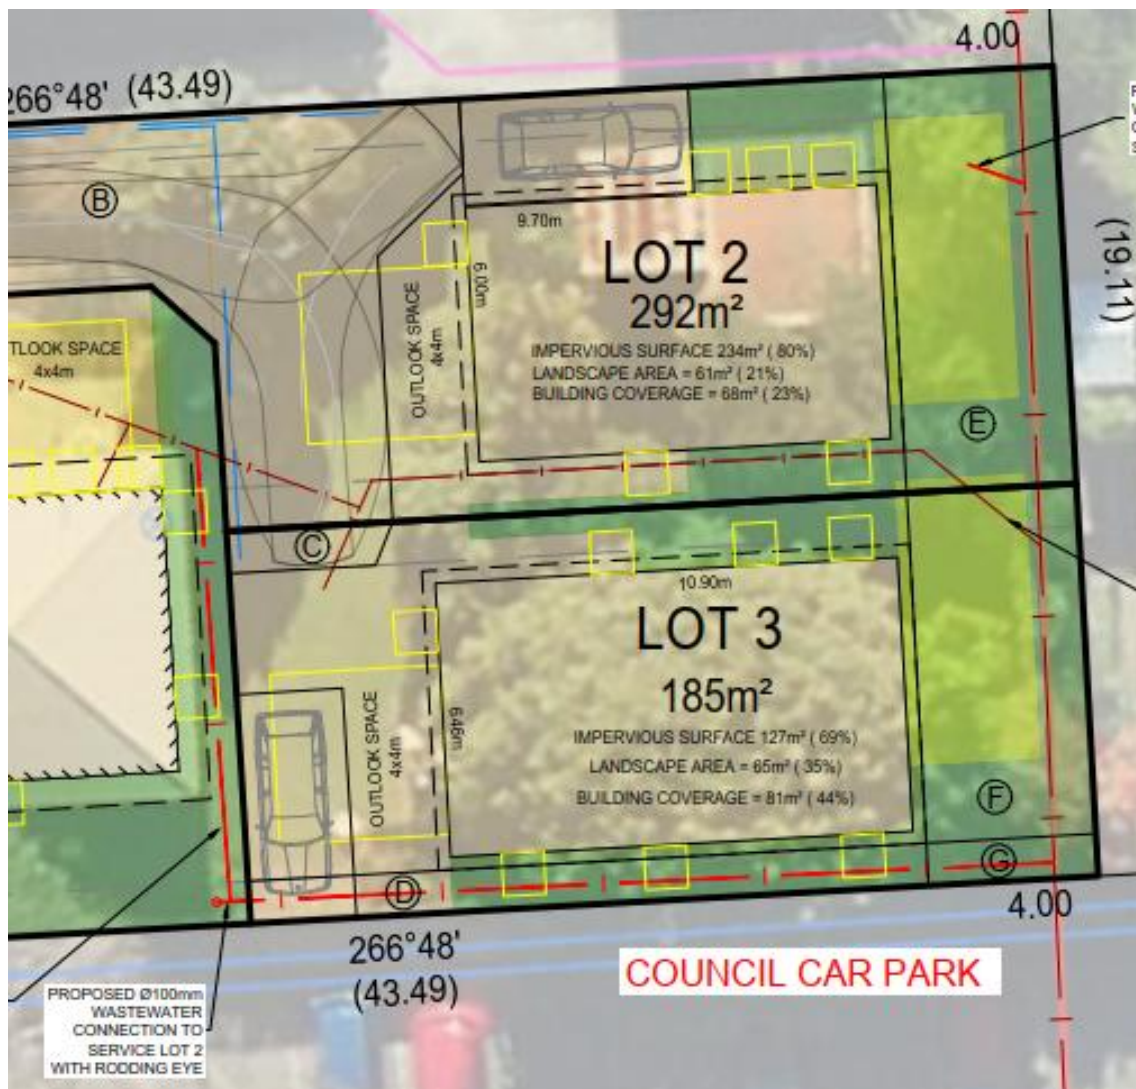 4.00
266°48' (43.49)
B
9.70m
6.00m
LOT 2
292m²
IMPERVIOUS SURFACE 234m² ( 80%)
LANDSCAPE AREA = 61m² ( 21%)
BUILDING COVERAGE = 68m² ( 23%)
OUTLOOK SPACE
4x4m
(19.11)
TLOOK SPACE
4x4m
E
C
10.90m
LOT 3
185m²
IMPERVIOUS SURFACE 127m² ( 69%)
LANDSCAPE AREA = 65m² ( 35%)
BUILDING COVERAGE = 81m² ( 44%)
6.46m
OUTLOOK SPACE
4x4m
F
G
D
4.00
266°48'
(43.49)
COUNCIL CAR PARK
PROPOSED Ø100mm
WASTEWATER
CONNECTION TO
SERVICE LOT 2
WITH RODDING EYE